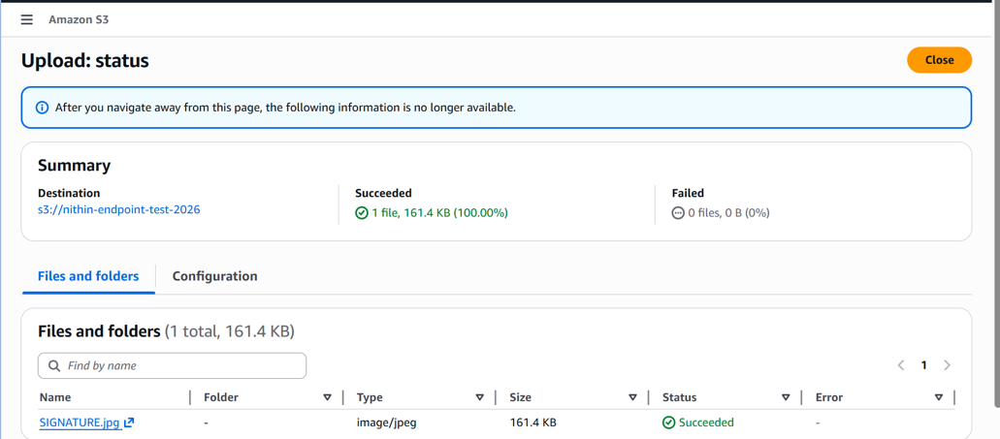 Amazon S3
Upload: status
Close
After you navigate away from this page, the following information is no longer available.
Summary
Destination
s3://nithin-endpoint-test-2026
Succeeded
1 file, 161.4 KB (100.00%)
Failed
0 files, 0 B (0%)
Files and folders
Configuration
Files and folders (1 total, 161.4 KB)
Find by name
1
Name Folder Type Size Status Error
SIGNATURE.jpg - image/jpeg 161.4 KB Succeeded -